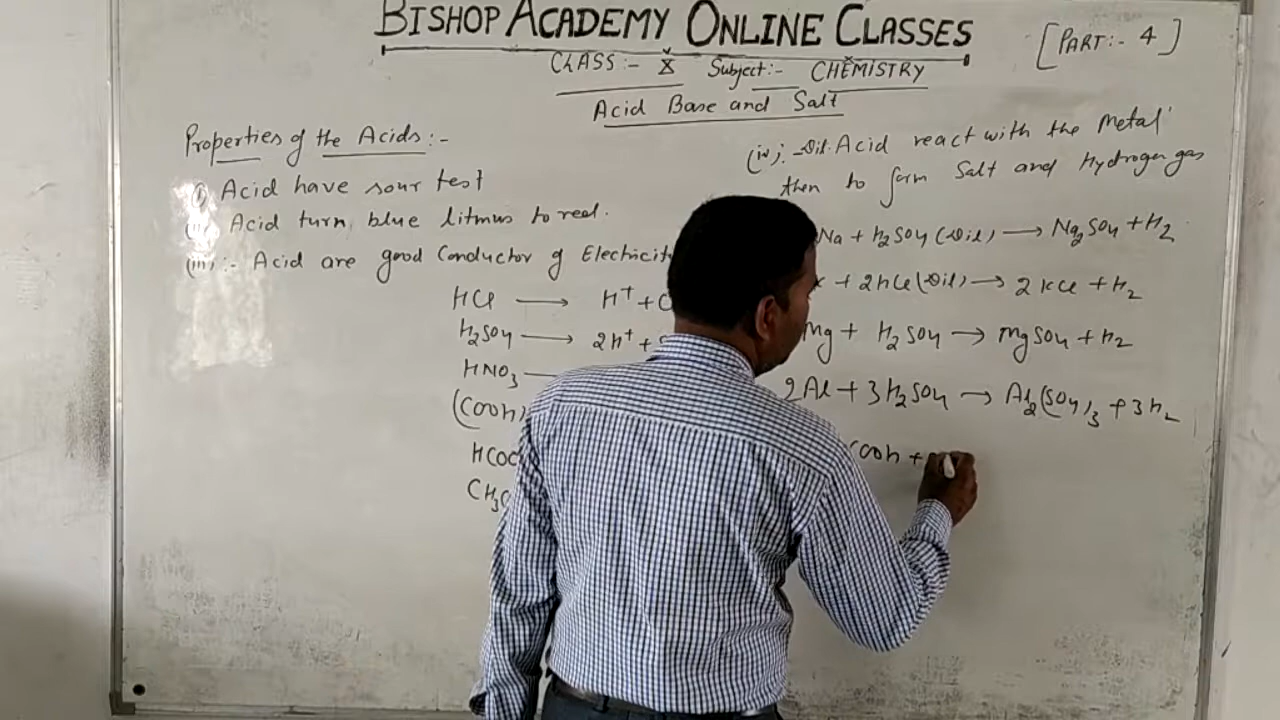 BISHOP ACADEMY ONLINE CLASSES
[PART:- 4]
CLASS:- X Subject:- CHEMISTRY
Acid Base and Salt
Properties of the Acids:-
(i) Acid have sour test
(ii) Acid turn blue litmus to red.
(iii):- Acid are good Conductor of Electricity
HCl → H⁺ + C
H₂SO₄ → 2H⁺ + S
HNO₃ →
(COOH)
HCOO
CH₃C
(iv):- Dil. Acid react with the Metal
then to form Salt and Hydrogen gas
Na + H₂SO₄ (Dil) → Na₂SO₄ + H₂
K + 2HCl (Dil) → 2KCl + H₂
Mg + H₂SO₄ → MgSO₄ + H₂
2Al + 3H₂SO₄ → Al₂(SO₄)₃ + 3H₂
COOH +